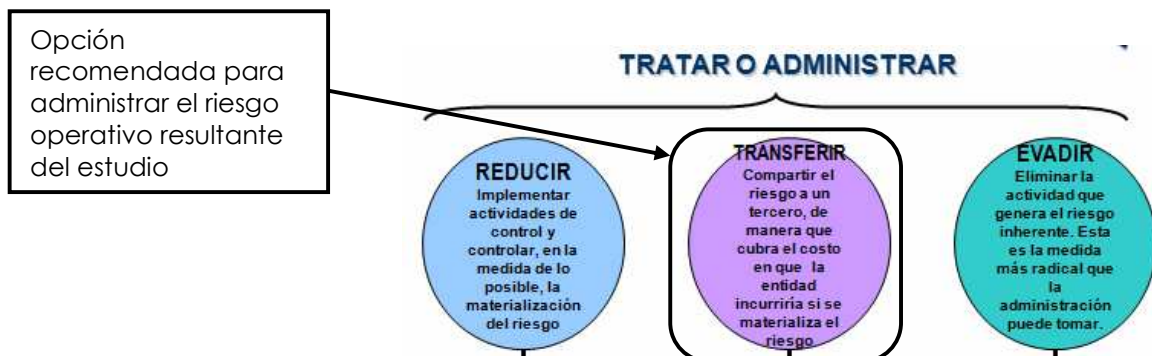 Opción
recomendada para
administrar el riesgo
operativo resultante
del estudio
TRATAR O ADMINISTRAR
REDUCIR
Implementar
actividades de
control y
controlar, en la
medida de lo
posible, la
materialización
del riesgo
TRANSFERIR
Compartir el
riesgo a un
tercero, de
manera que
cubra el costo
en que la
entidad
incurriría si se
materializa el
riesgo
EVADIR
Eliminar la
actividad que
genera el riesgo
inherente. Esta
es la medida
más radical que
la
administración
puede tomar.